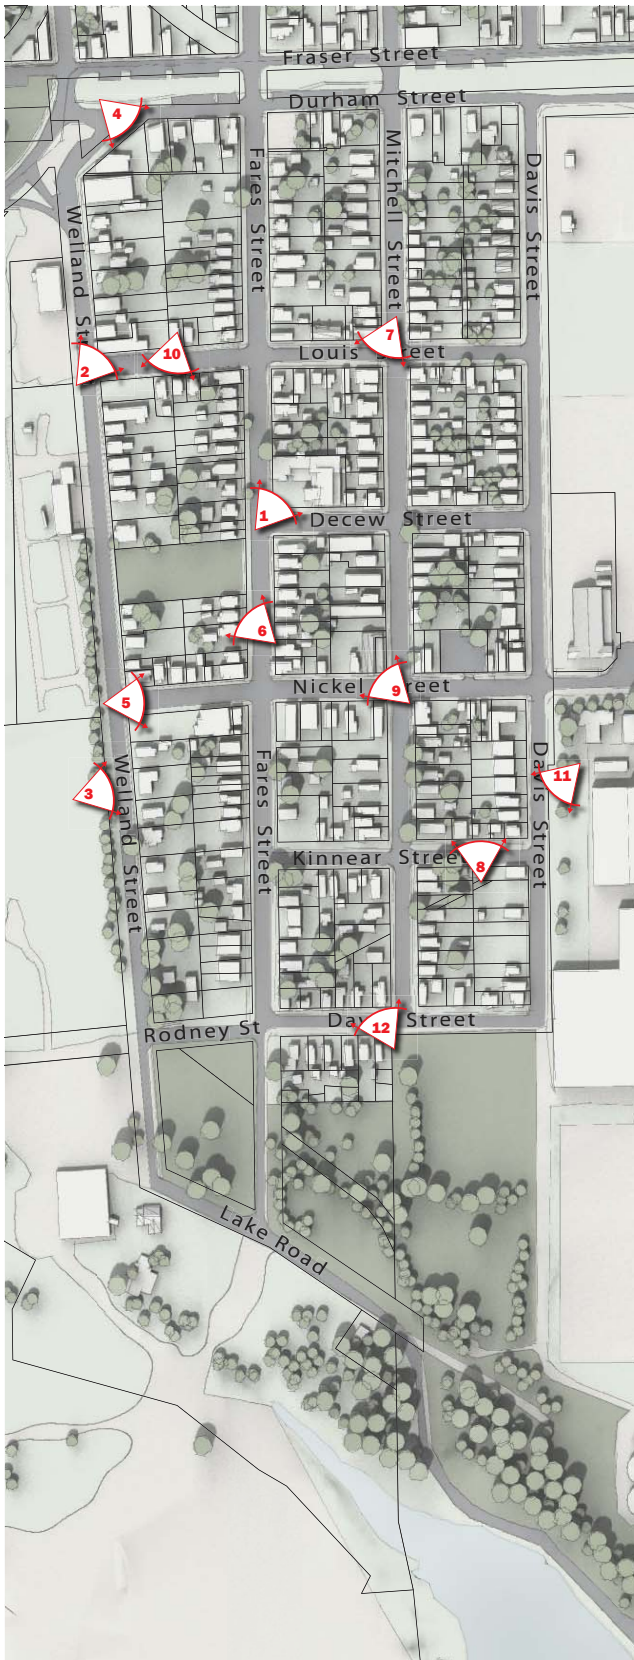 Fraser Street
Durham Street
4
Fares Street
Mitchell Street
Davis Street
Welland St
7
10
Louis reet
2
1
Decew Street
6
Nickel reet
9
5
Fares Street
Davis Street
11
Welland Street
3
Kinnear Stree
8
Da Street
12
Rodney St
Lake Road